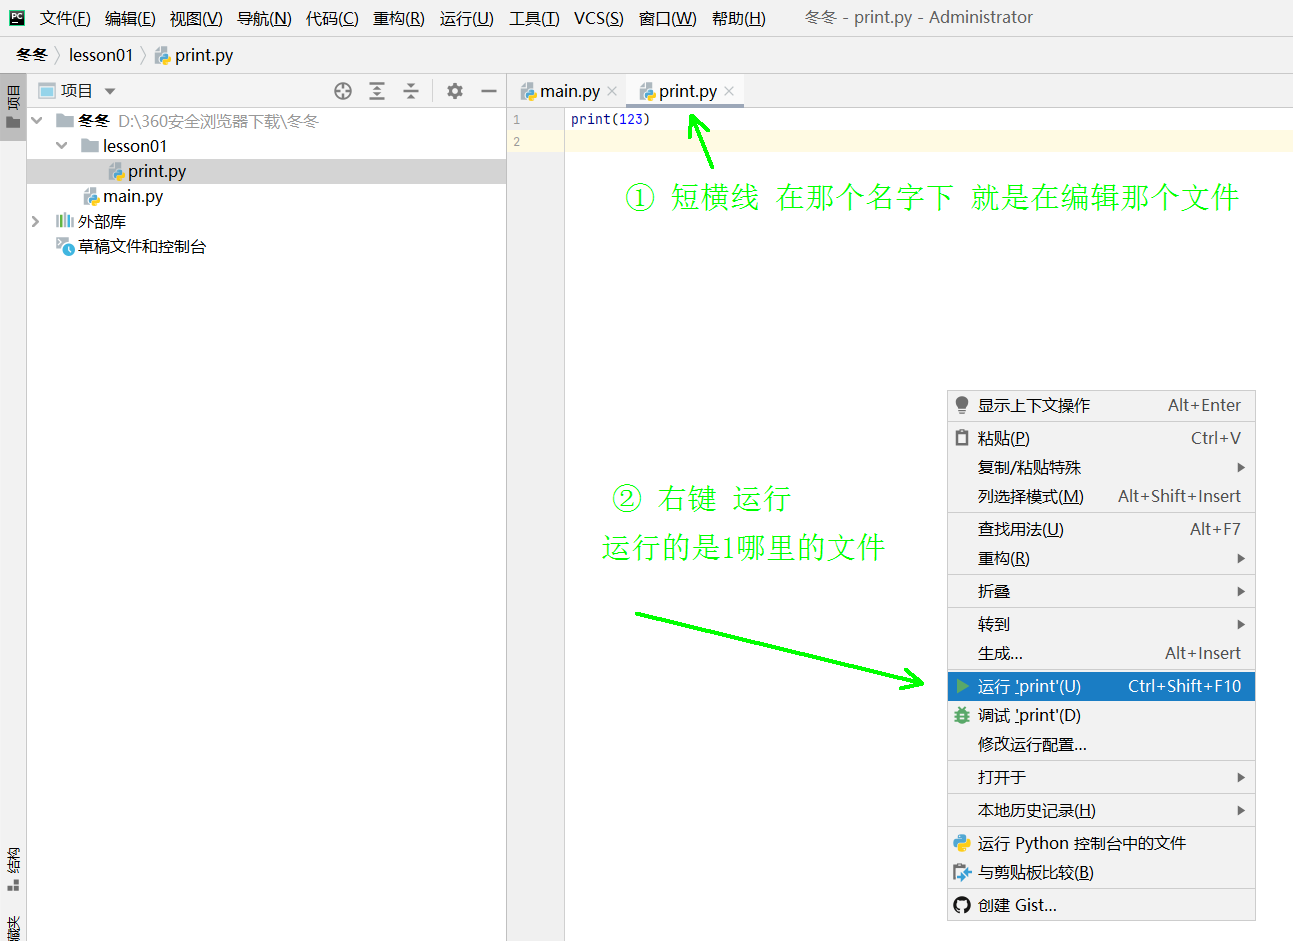 PC 文件(F) 编辑(E) 视图(V) 导航(N) 代码(C) 重构(R) 运行(U) 工具(T) VCS(S) 窗口(W) 帮助(H) 冬冬 - print.py - Administrator
冬冬 lesson01 print.py
项目
项目
main.py print.py
冬冬 D:\360安全浏览器下载\冬冬
lesson01
print.py
main.py
外部库
草稿文件和控制台
1 print(123)
2
① 短横线 在那个名字下 就是在编辑那个文件
② 右键 运行
运行的是1哪里的文件
显示上下文操作 Alt+Enter
粘贴(P) Ctrl+V
复制/粘贴特殊
列选择模式(M) Alt+Shift+Insert
查找用法(U) Alt+F7
重构(R)
折叠
转到
生成... Alt+Insert
运行 'print'(U) Ctrl+Shift+F10
调试 'print'(D)
修改运行配置...
打开于
本地历史记录(H)
运行 Python 控制台中的文件
与剪贴板比较(B)
创建 Gist...
结构
藏夹